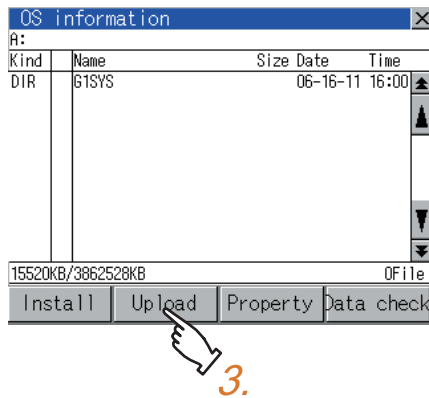 OS information
A:
Kind Name Size Date Time
DIR G1SYS 06-16-11 16:00
15520KB/3862528KB 0File
Install Upload Property Data check
3.